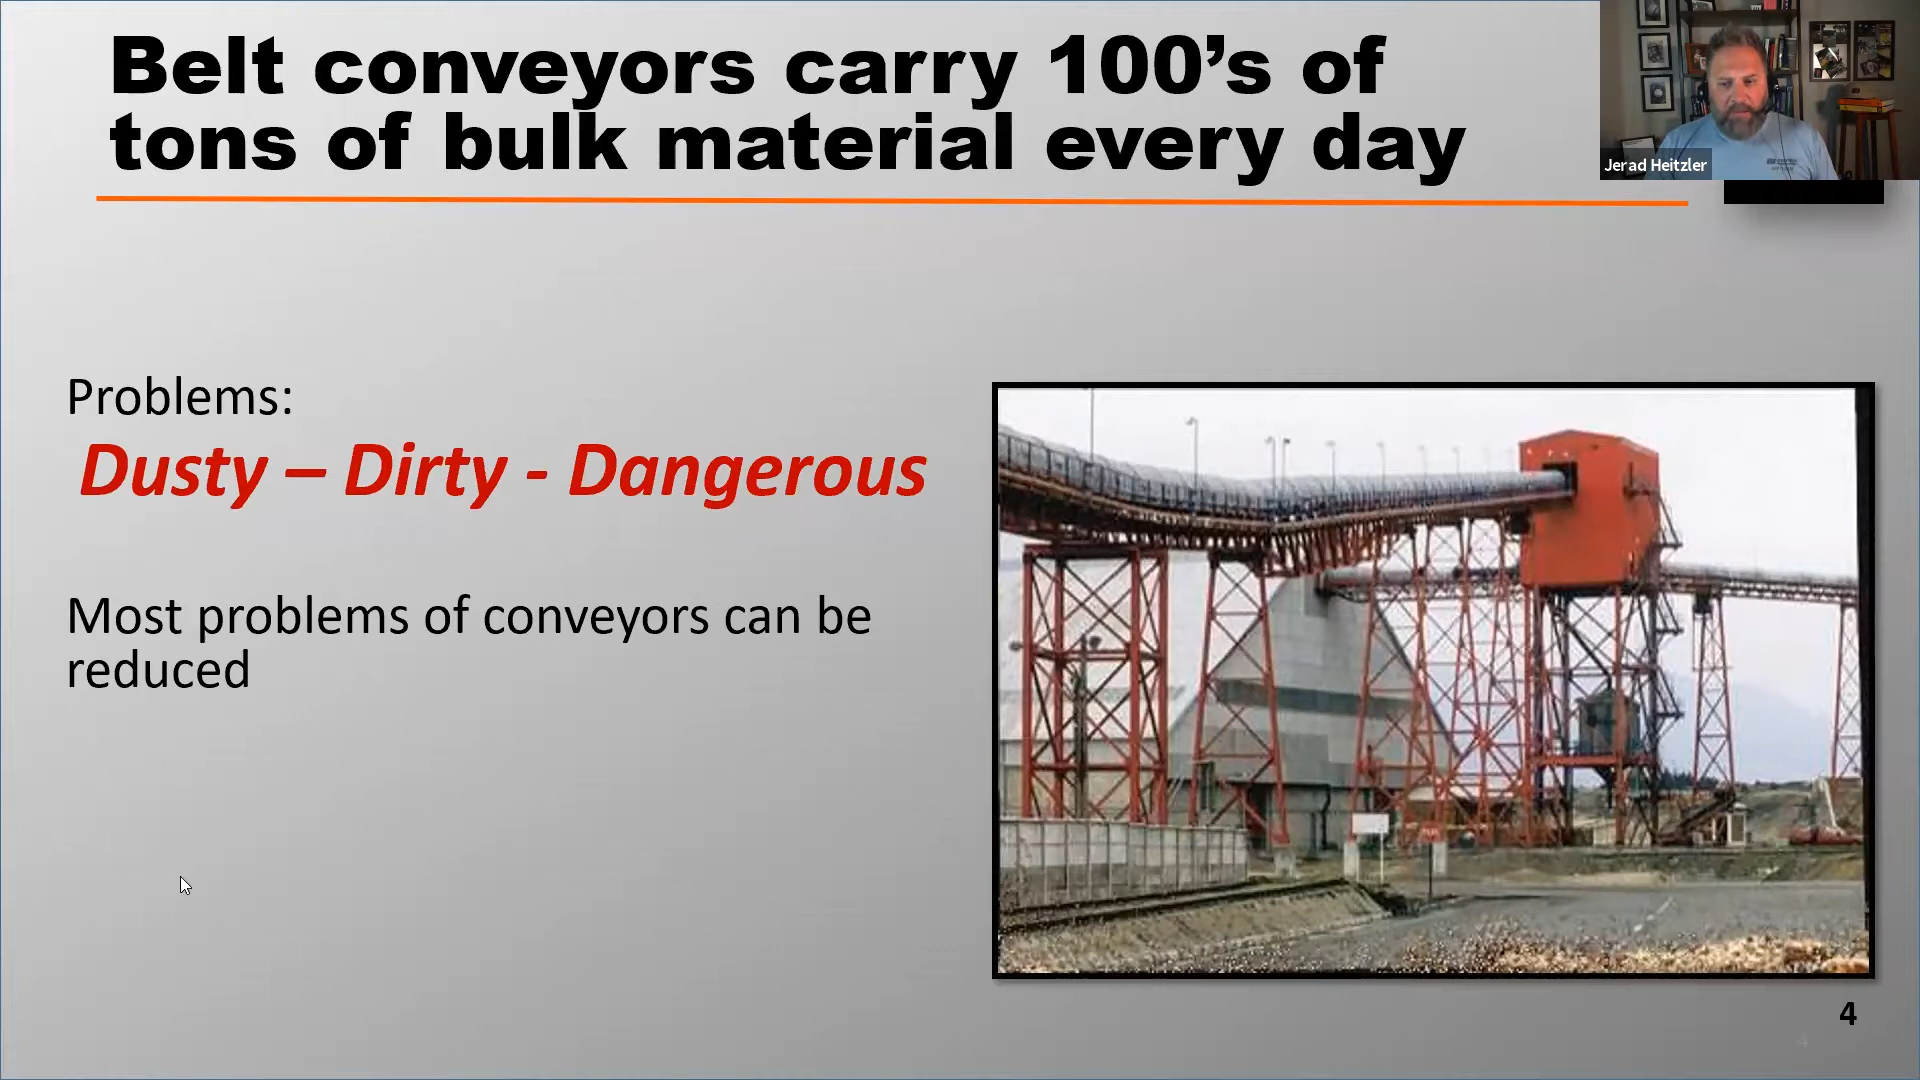 Belt conveyors carry 100’s of
tons of bulk material every day
Jerad Heitzler
Problems:
Dusty – Dirty - Dangerous
Most problems of conveyors can be
reduced
4
4